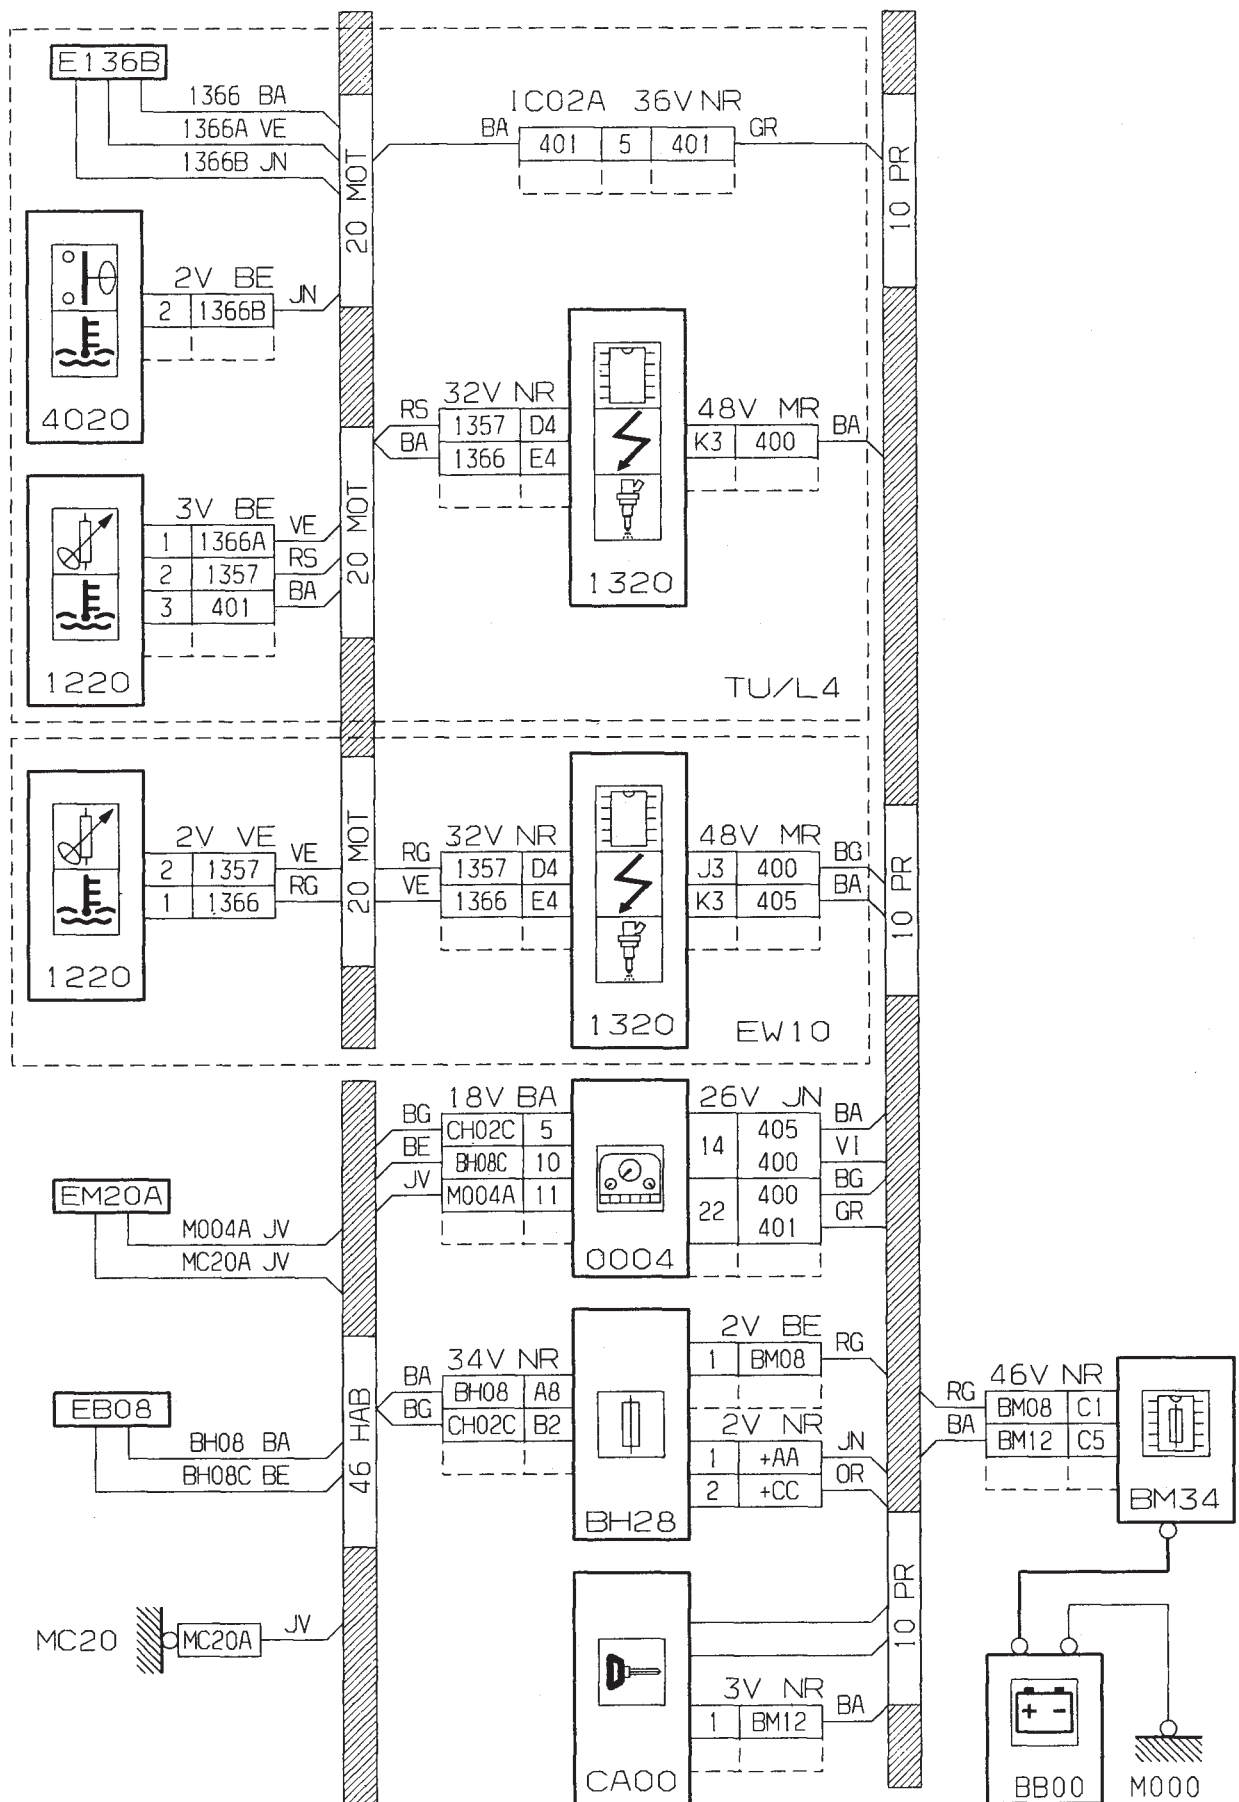 E136B
1366 BA
1366A VE
1366B JN
20 MOT
1C02A 36V NR
BA 401 5 401 GR
10 PR
2V BE
2 1366B JN
4020
32V NR
RS 1357 D4
BA 1366 E4
48V MR
K3 400 BA
1320
3V BE
1 1366A VE
2 1357 RS
3 401 BA
20 MOT
1220
TU/L4
2V VE
2 1357 VE
1 1366 RG
1220
20 MOT
32V NR
RG 1357 D4
VE 1366 E4
48V MR
J3 400 BG
K3 405 BA
1320
10 PR
EW10
18V BA
BG CH02C 5
BE BH08C 10
JV M004A 11
26V JN
14 405 BA
400 VI
22 400 BG
401 GR
0004
EM20A
M004A JV
MC20A JV
2V BE
1 BM08 RG
34V NR
BA BH08 A8
BG CH02C B2
2V NR
1 +AA JN
2 +CC OR
BH28
46V NR
RG BM08 C1
BA BM12 C5
BM34
EB08
BH08 BA
BH08C BE
46 HAB
10 PR
MC20 MC20A JV
3V NR
1 BM12 BA
CA00
+ -
BB00
M000